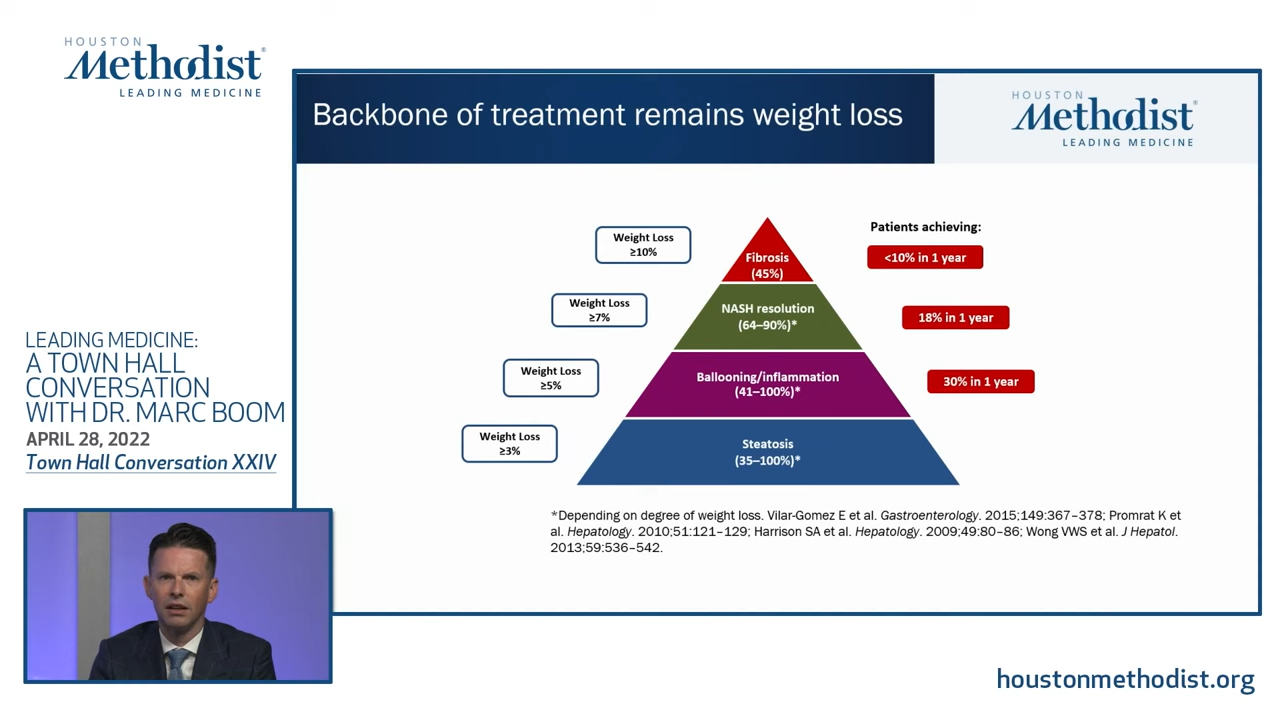 HOUSTON
Methodist®
LEADING MEDICINE
Backbone of treatment remains weight loss
HOUSTON
Methodist®
LEADING MEDICINE
Weight Loss
≥10%
Fibrosis
(45%)
Patients achieving:
<10% in 1 year
Weight Loss
≥7%
NASH resolution
(64–90%)*
18% in 1 year
Weight Loss
≥5%
Ballooning/inflammation
(41–100%)*
30% in 1 year
Weight Loss
≥3%
Steatosis
(35–100%)*
*Depending on degree of weight loss. Vilar-Gomez E et al. Gastroenterology. 2015;149:367–378; Promrat K et
al. Hepatology. 2010;51:121–129; Harrison SA et al. Hepatology. 2009;49:80–86; Wong VWS et al. J Hepatol.
2013;59:536–542.
LEADING MEDICINE:
A TOWN HALL
CONVERSATION
WITH DR. MARC BOOM
APRIL 28, 2022
Town Hall Conversation XXIV
houstonmethodist.org